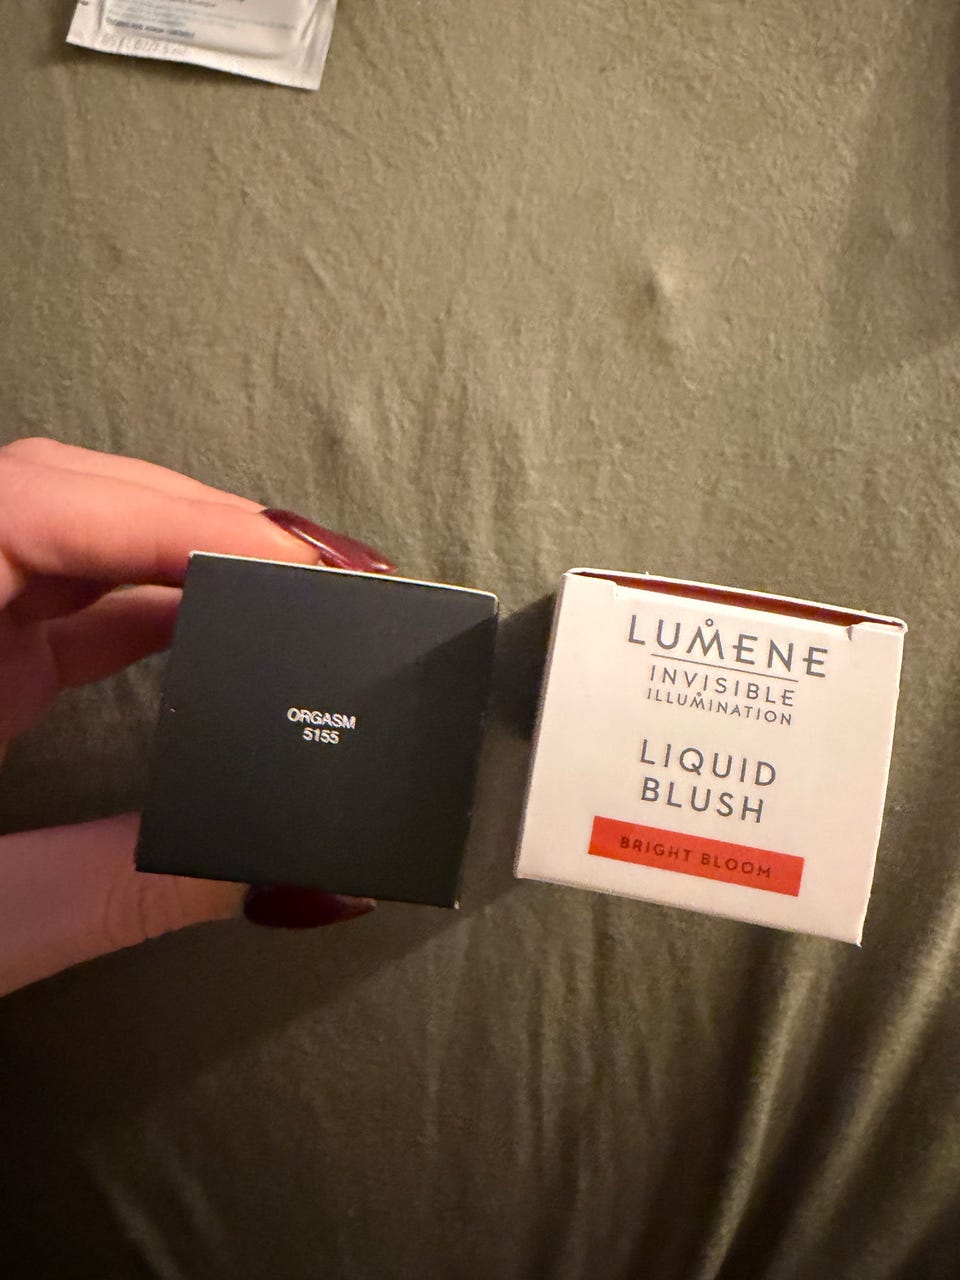 ORGASM
5155
LUMENE
INVISIBLE
ILLUMINATION
LIQUID
BLUSH
BRIGHT BLOOM